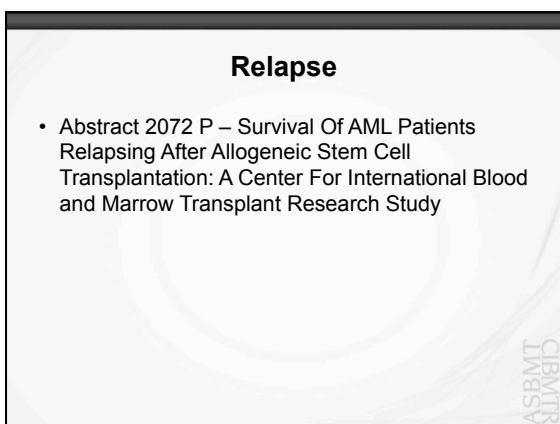 Relapse
• Abstract 2072 P – Survival Of AML Patients
Relapsing After Allogeneic Stem Cell
Transplantation: A Center For International Blood
and Marrow Transplant Research Study
ASBMT
CIBMTR